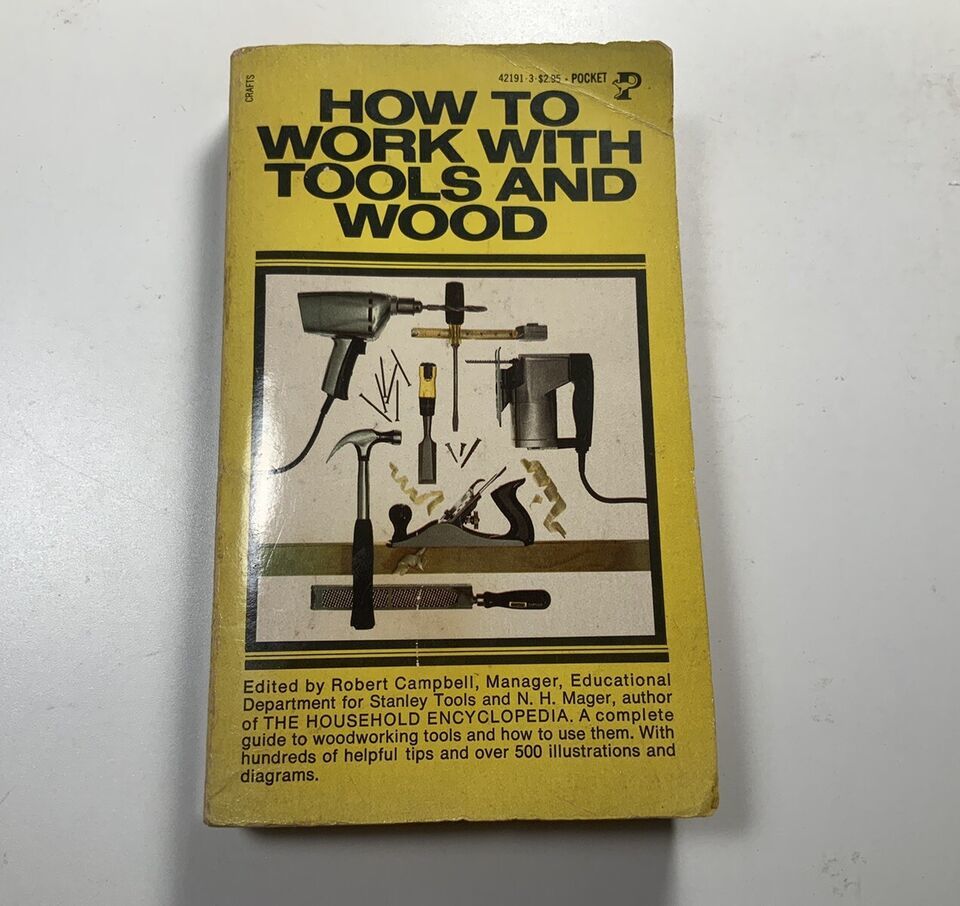 CRAFTS
42191-3·$2.95·POCKET
HOW TO
WORK WITH
TOOLS AND
WOOD
Edited by Robert Campbell, Manager, Educational
Department for Stanley Tools and N. H. Mager, author
of THE HOUSEHOLD ENCYCLOPEDIA. A complete
guide to woodworking tools and how to use them. With
hundreds of helpful tips and over 500 illustrations and
diagrams.